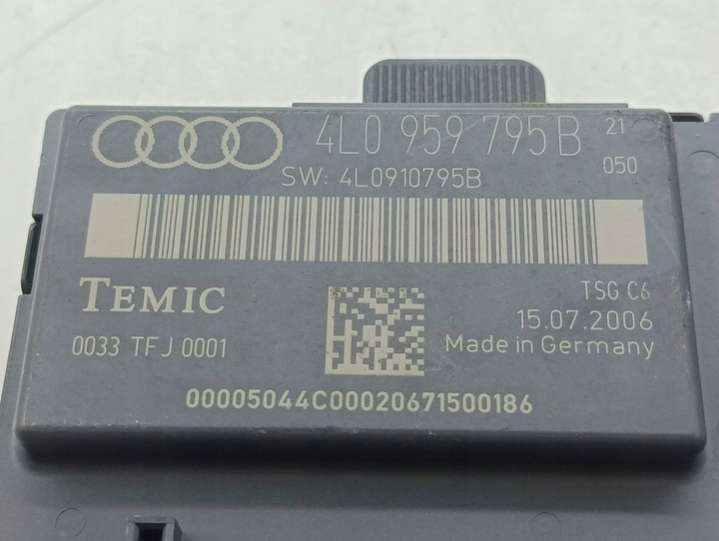 4L0 959 795B 21
050
SW: 4L0910795B
TEMIC
TSG C6
15.07.2006
0033 TFJ 0001
Made in Germany
00005044C00020671500186